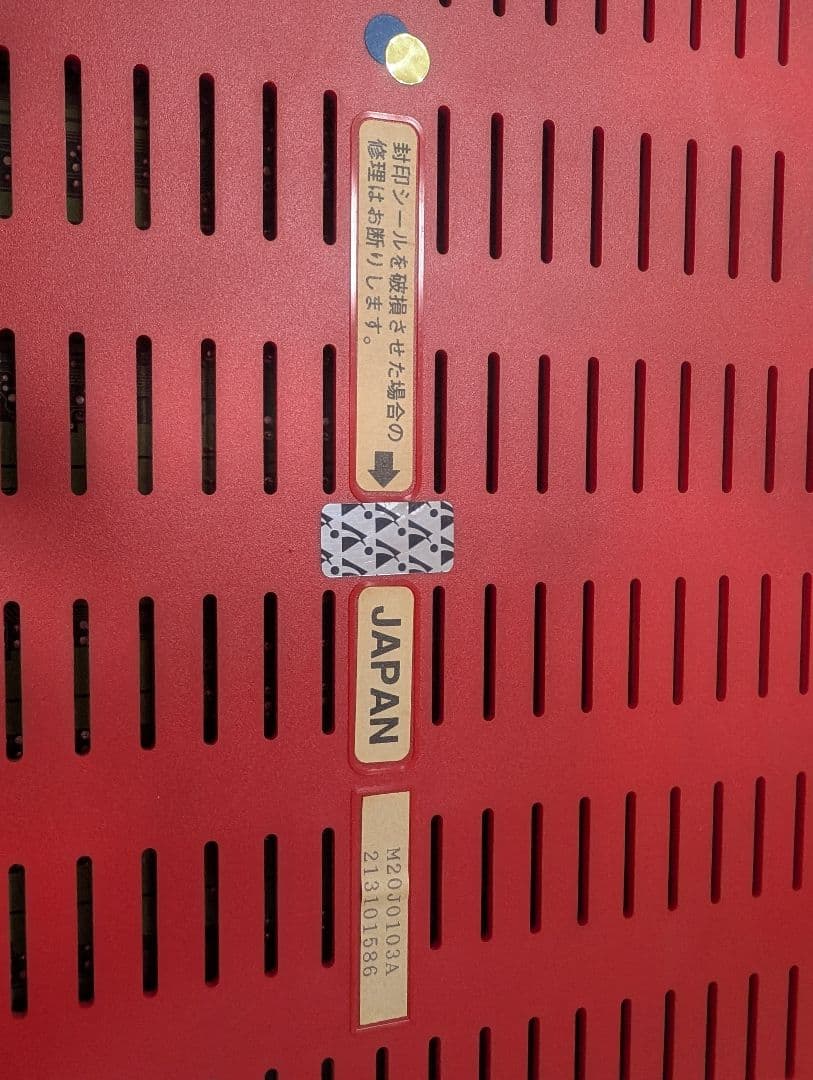 封印シールを破損させた場合の
修理はお断りします。
JAPAN
M20J0103A
213101586